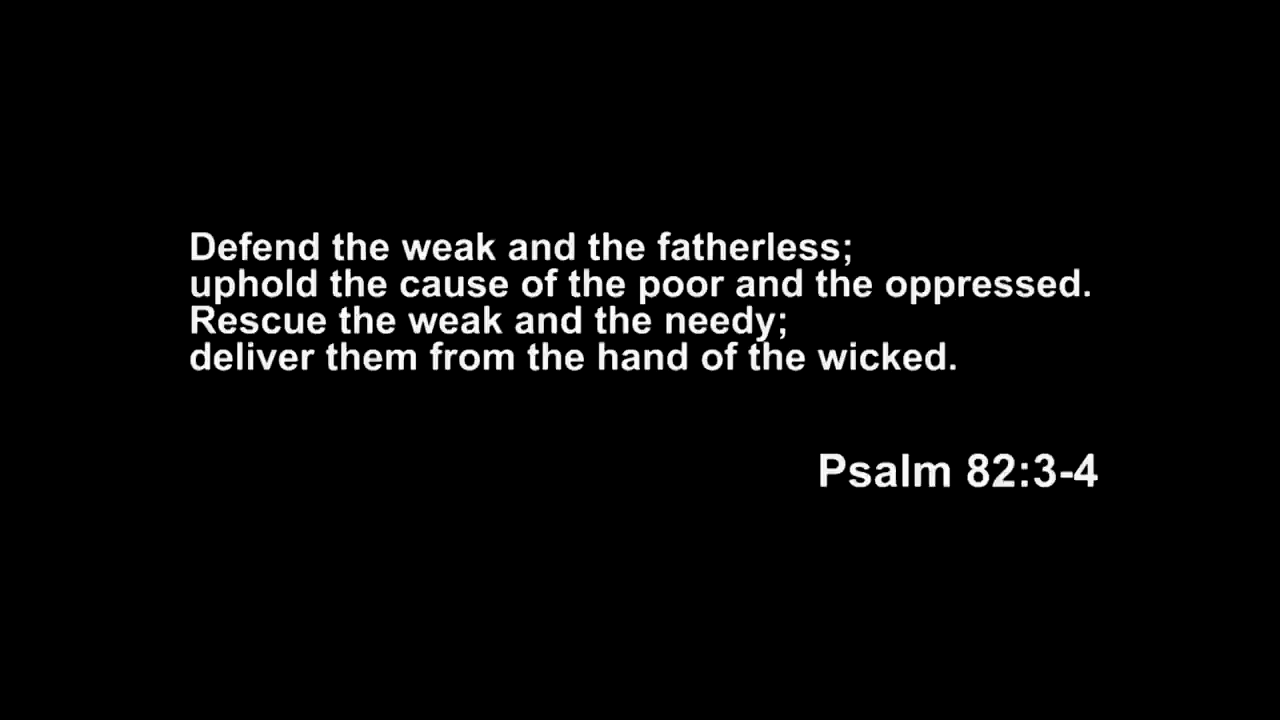 Defend the weak and the fatherless;
uphold the cause of the poor and the oppressed.
Rescue the weak and the needy;
deliver them from the hand of the wicked.
Psalm 82:3-4